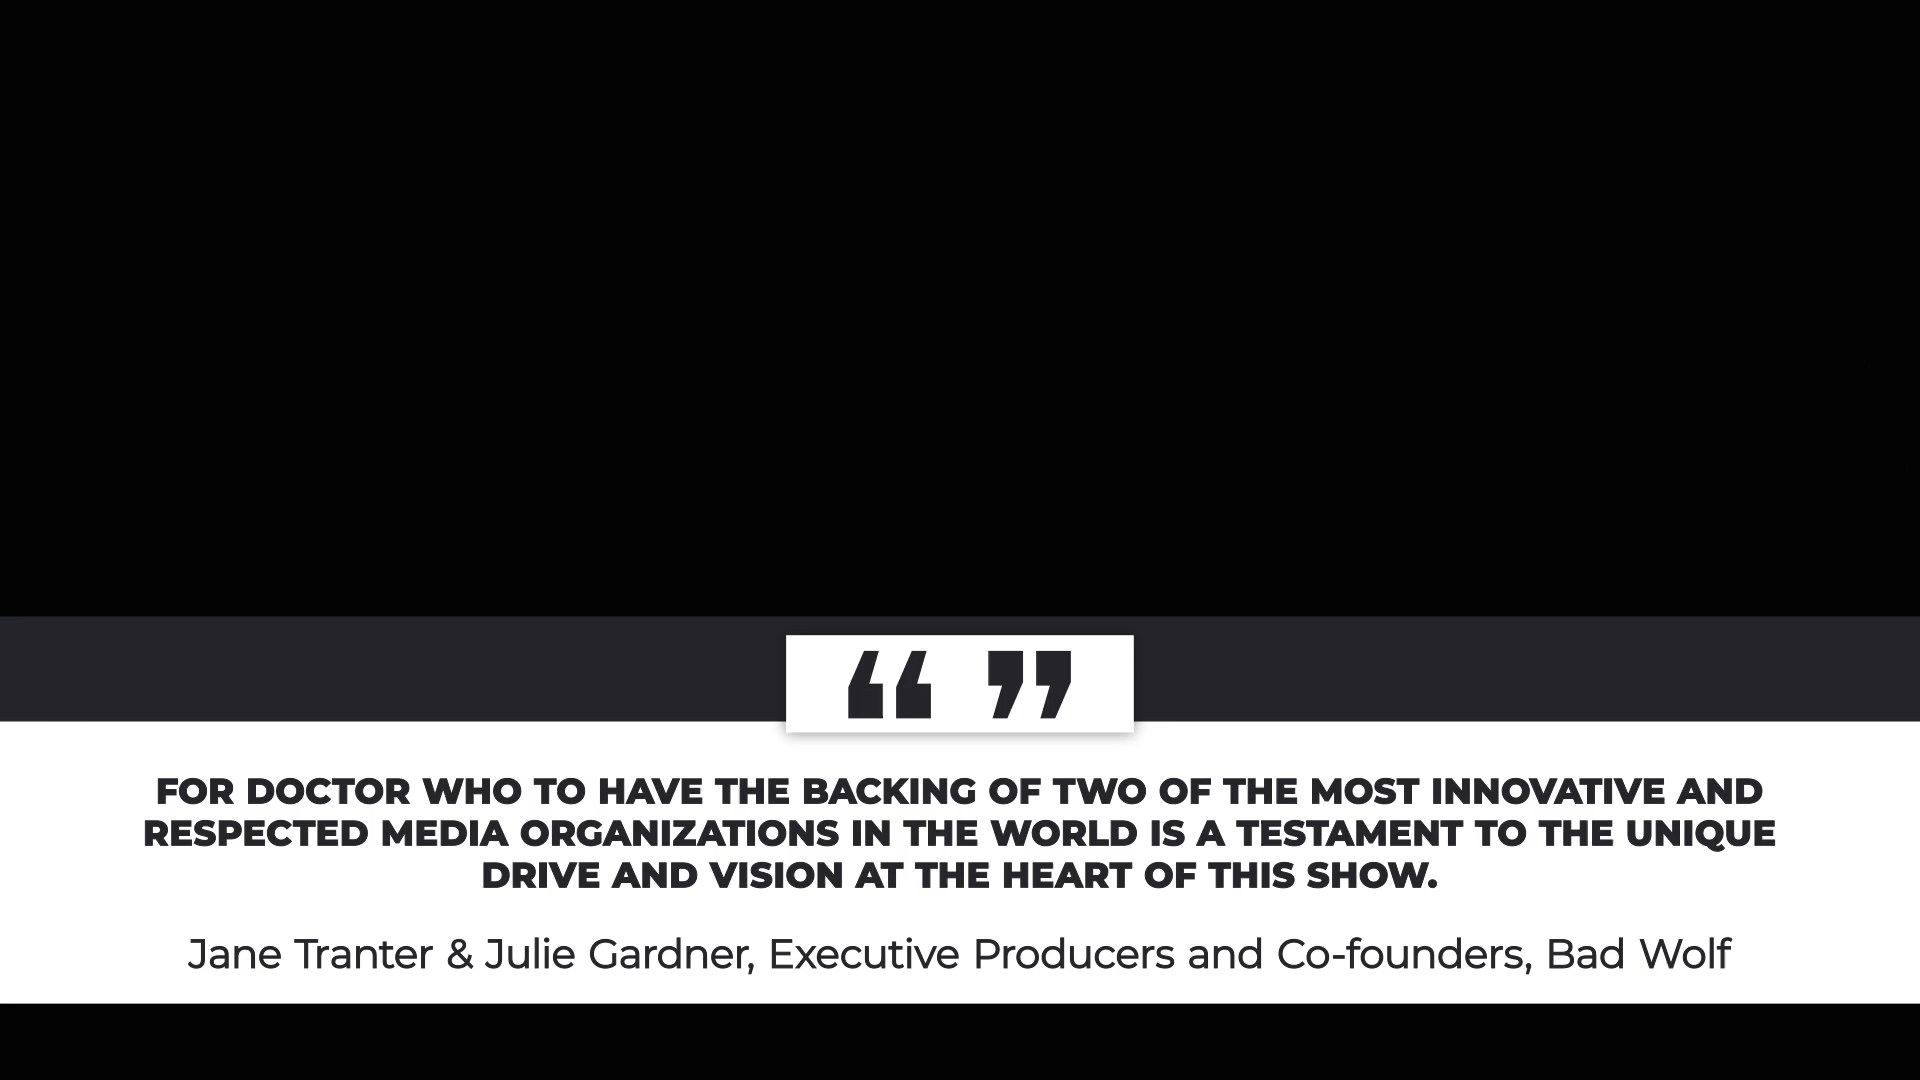 “ ”
FOR DOCTOR WHO TO HAVE THE BACKING OF TWO OF THE MOST INNOVATIVE AND
RESPECTED MEDIA ORGANIZATIONS IN THE WORLD IS A TESTAMENT TO THE UNIQUE
DRIVE AND VISION AT THE HEART OF THIS SHOW.
Jane Tranter & Julie Gardner, Executive Producers and Co-founders, Bad Wolf